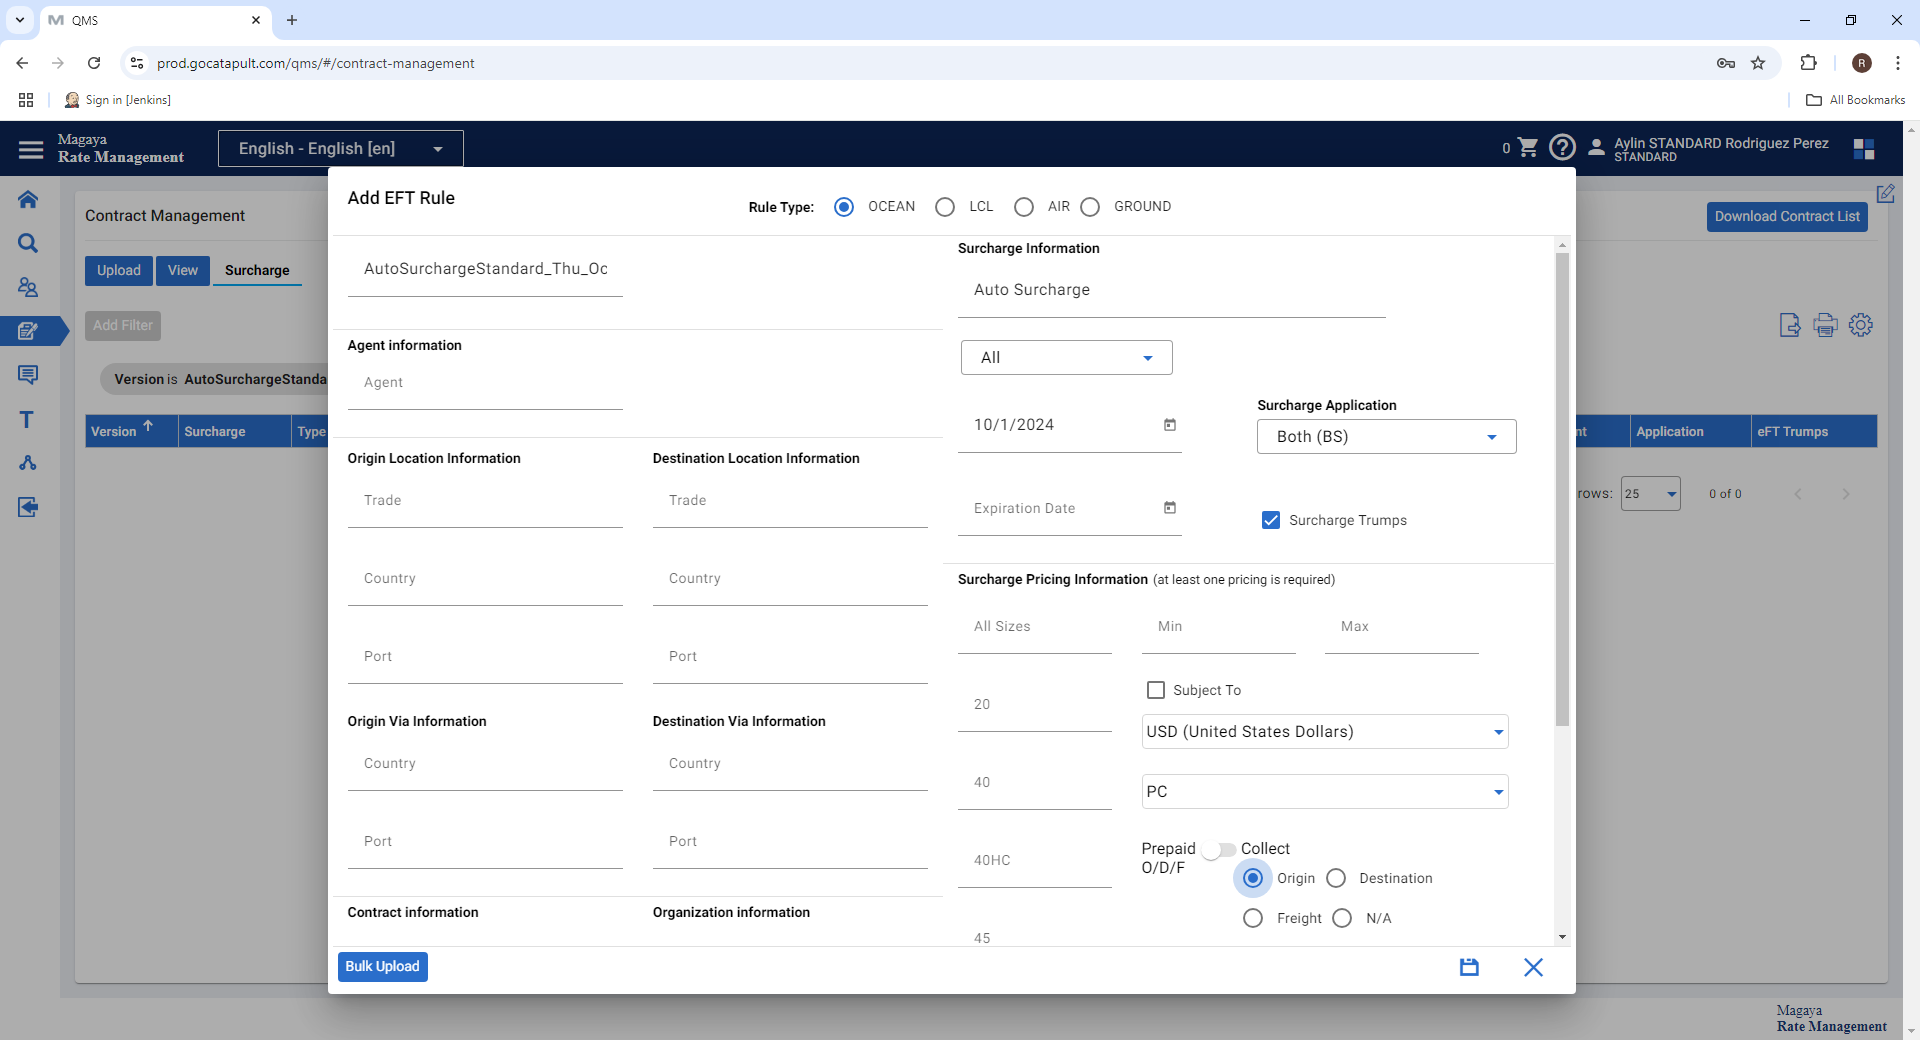 QMS
prod.gocatapult.com/qms/#/contract-management
R
Sign in [Jenkins]
All Bookmarks
Magaya
Rate Management
English - English [en]
0
Aylin STANDARD Rodriguez Perez
STANDARD
Contract Management
Download Contract List
Upload
View
Surcharge
Add Filter
Version is AutoSurchargeStanda
Version
Surcharge
Type
nt
Application
eFT Trumps
rows:
25
0 of 0
T
Add EFT Rule
Rule Type:
OCEAN
LCL
AIR
GROUND
AutoSurchargeStandard_Thu_Oc
Agent information
Agent
Origin Location Information
Destination Location Information
Trade
Trade
Country
Country
Port
Port
Origin Via Information
Destination Via Information
Country
Country
Port
Port
Contract information
Organization information
Surcharge Information
Auto Surcharge
All
10/1/2024
Surcharge Application
Both (BS)
Expiration Date
Surcharge Trumps
Surcharge Pricing Information (at least one pricing is required)
All Sizes
Min
Max
20
Subject To
USD (United States Dollars)
40
PC
40HC
Prepaid
Collect
O/D/F
Origin
Destination
Freight
N/A
45
Bulk Upload
Magaya
Rate Management